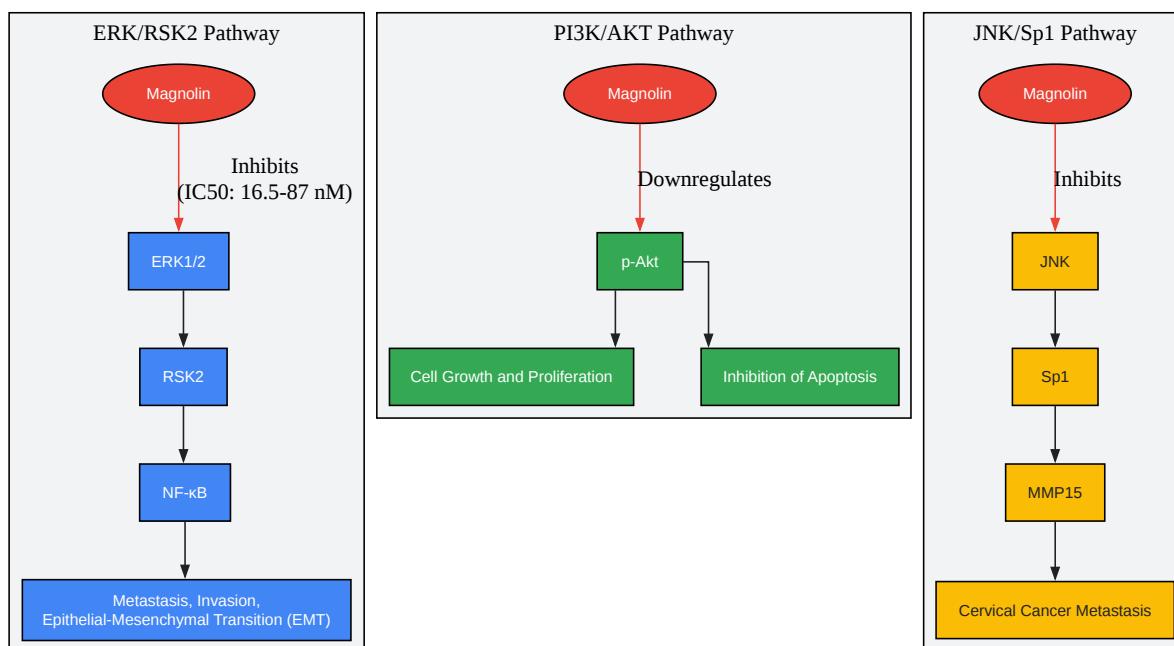 ERK/RSK2 Pathway
Magnolin
Inhibits
(IC50: 16.5-87 nM)
ERK1/2
RSK2
NF-κB
Metastasis, Invasion,
Epithelial-Mesenchymal Transition (EMT)
PI3K/AKT Pathway
Magnolin
Downregulates
p-Akt
Cell Growth and Proliferation
Inhibition of Apoptosis
JNK/Sp1 Pathway
Magnolin
Inhibits
JNK
Sp1
MMP15
Cervical Cancer Metastasis